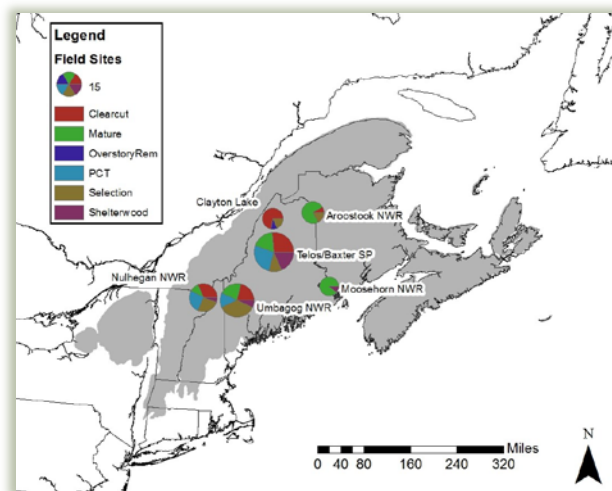 Legend
Field Sites
15
Clearcut
Mature
OverstoryRem
PCT
Selection
Shelterwood
Clayton Lake
Aroostook NWR
Telos/Baxter SP
Nulhegan NWR
Moosehorn NWR
Umbagog NWR
Miles
0 20 40 80 160 240 320
N